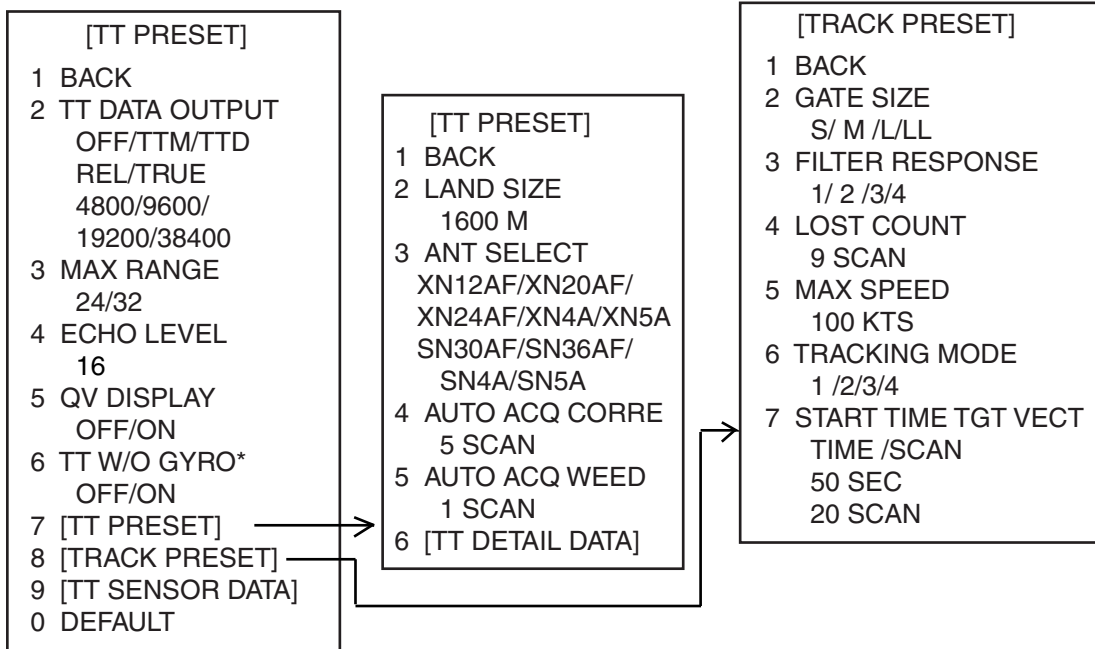 [TT PRESET]
1 BACK
2 TT DATA OUTPUT
OFF/TTM/TTD
REL/TRUE
4800/9600/
19200/38400
3 MAX RANGE
24/32
4 ECHO LEVEL
16
5 QV DISPLAY
OFF/ON
6 TT W/O GYRO*
OFF/ON
7 [TT PRESET]
8 [TRACK PRESET]
9 [TT SENSOR DATA]
0 DEFAULT
[TT PRESET]
1 BACK
2 LAND SIZE
1600 M
3 ANT SELECT
XN12AF/XN20AF/
XN24AF/XN4A/XN5A
SN30AF/SN36AF/
SN4A/SN5A
4 AUTO ACQ CORRE
5 SCAN
5 AUTO ACQ WEED
1 SCAN
6 [TT DETAIL DATA]
[TRACK PRESET]
1 BACK
2 GATE SIZE
S/ M /L/LL
3 FILTER RESPONSE
1/ 2 /3/4
4 LOST COUNT
9 SCAN
5 MAX SPEED
100 KTS
6 TRACKING MODE
1 /2/3/4
7 START TIME TGT VECT
TIME /SCAN
50 SEC
20 SCAN